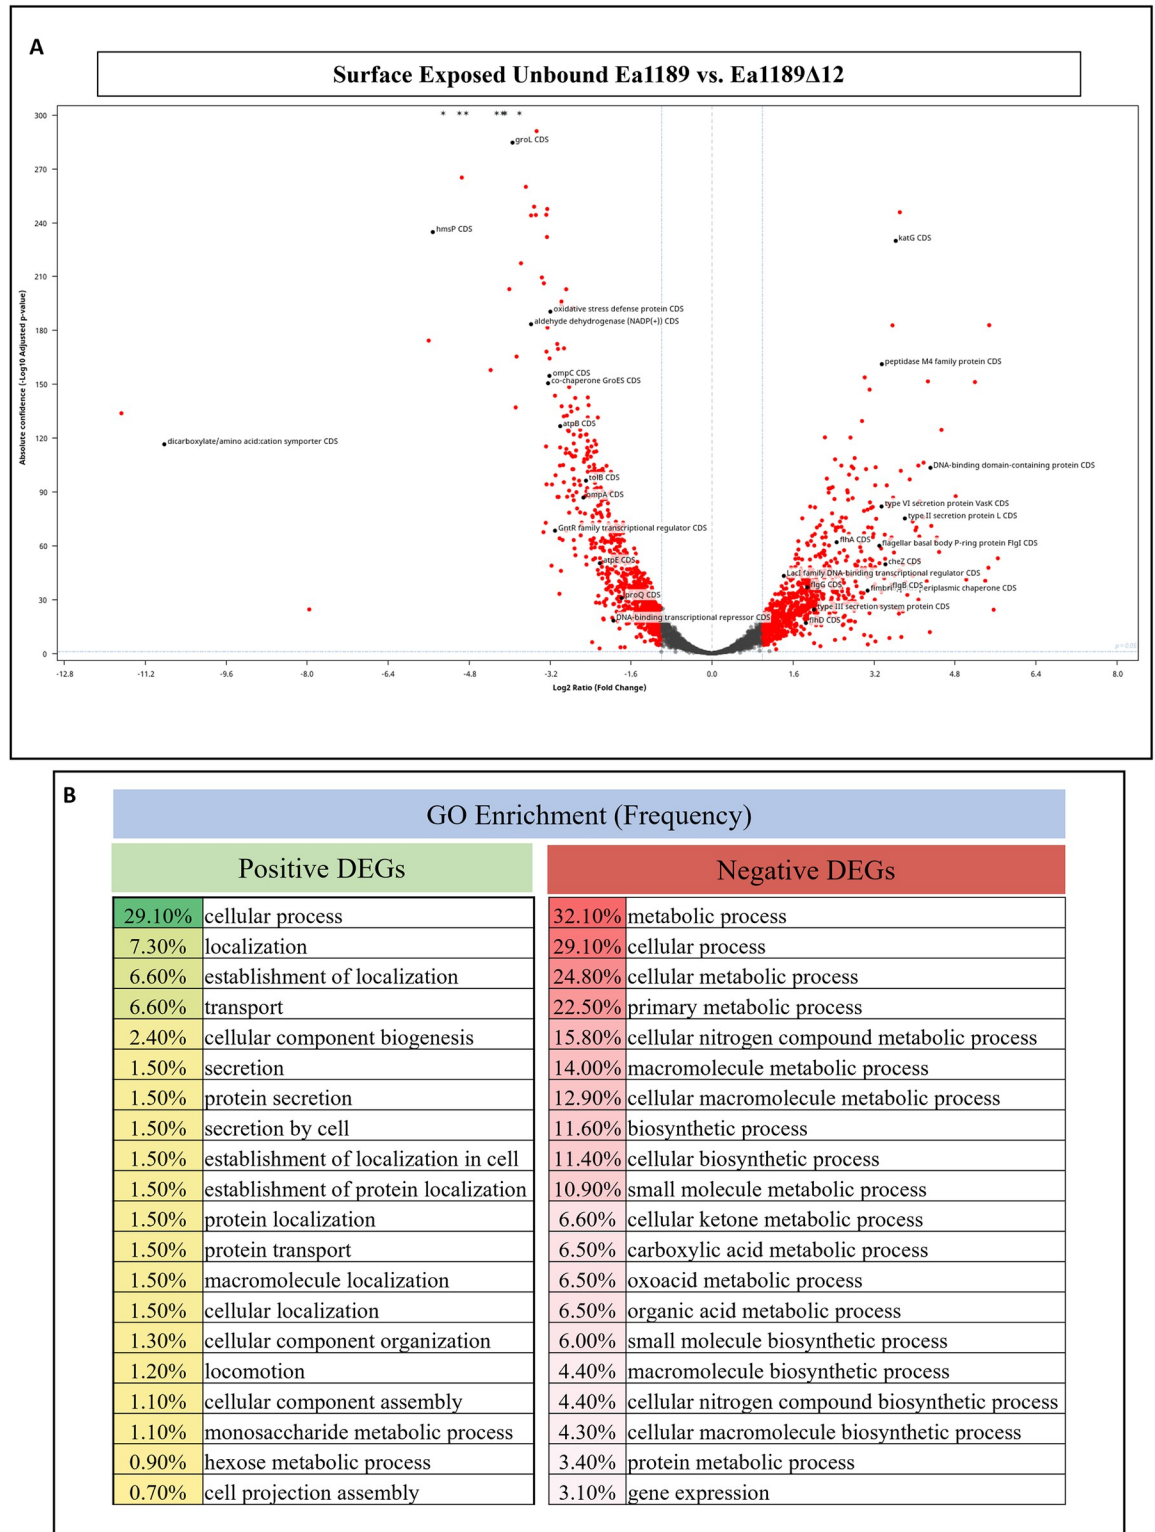 A
Surface Exposed Unbound Ea1189 vs. Ea1189Δ12
Absolute confidence (-Log10 Adjusted p-value)
300
270
240
210
180
150
120
90
60
30
0
* ** *** *
groL CDS
hmsP CDS
katG CDS
oxidative stress defense protein CDS
aldehyde dehydrogenase (NADP(+)) CDS
peptidase M4 family protein CDS
ompC CDS
co-chaperone GroES CDS
atpB CDS
dicarboxylate/amino acid:cation symporter CDS
DNA-binding domain-containing protein CDS
tolB CDS
ompA CDS
type VI secretion protein VasK CDS
type II secretion protein L CDS
GntR family transcriptional regulator CDS
flhA CDS
flagellar basal body P-ring protein FlgI CDS
atpE CDS
cheZ CDS
LacI family DNA-binding transcriptional regulator CDS
flgG CDS
flgB CDS
periplasmic chaperone CDS
proQ CDS
type III secretion system protein CDS
DNA-binding transcriptional repressor CDS
flhD CDS
p = 0.05
-12.8 -11.2 -9.6 -8.0 -6.4 -4.8 -3.2 -1.6 0.0 1.6 3.2 4.8 6.4 8.0
Log2 Ratio (Fold Change)
B
GO Enrichment (Frequency)
Positive DEGs
29.10% cellular process
7.30% localization
6.60% establishment of localization
6.60% transport
2.40% cellular component biogenesis
1.50% secretion
1.50% protein secretion
1.50% secretion by cell
1.50% establishment of localization in cell
1.50% establishment of protein localization
1.50% protein localization
1.50% protein transport
1.50% macromolecule localization
1.50% cellular localization
1.30% cellular component organization
1.20% locomotion
1.10% cellular component assembly
1.10% monosaccharide metabolic process
0.90% hexose metabolic process
0.70% cell projection assembly
Negative DEGs
32.10% metabolic process
29.10% cellular process
24.80% cellular metabolic process
22.50% primary metabolic process
15.80% cellular nitrogen compound metabolic process
14.00% macromolecule metabolic process
12.90% cellular macromolecule metabolic process
11.60% biosynthetic process
11.40% cellular biosynthetic process
10.90% small molecule metabolic process
6.60% cellular ketone metabolic process
6.50% carboxylic acid metabolic process
6.50% oxoacid metabolic process
6.50% organic acid metabolic process
6.00% small molecule biosynthetic process
4.40% macromolecule biosynthetic process
4.40% cellular nitrogen compound biosynthetic process
4.30% cellular macromolecule biosynthetic process
3.40% protein metabolic process
3.10% gene expression